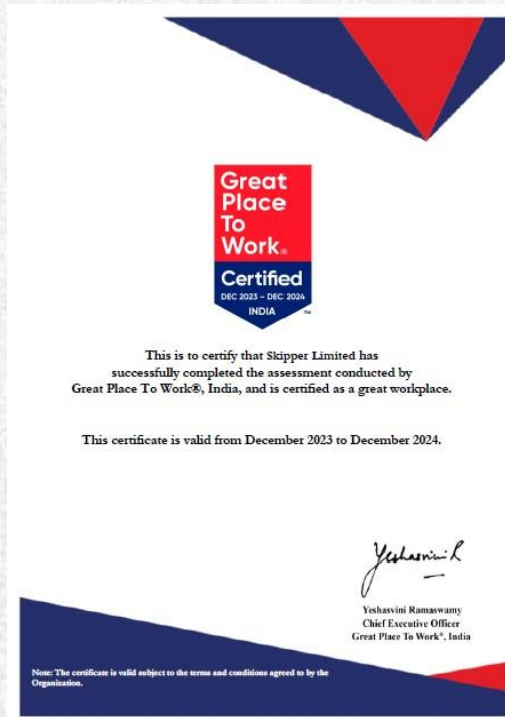 Great
Place
To
Work®
Certified
DEC 2023 – DEC 2024
INDIA
™
This is to certify that Skipper Limited has
successfully completed the assessment conducted by
Great Place To Work®, India, and is certified as a great workplace.
This certificate is valid from December 2023 to December 2024.
Yeshasvini R
Yeshasvini Ramaswamy
Chief Executive Officer
Great Place To Work®, India
Note: The certificate is valid subject to the terms and conditions agreed to by the
Organization.